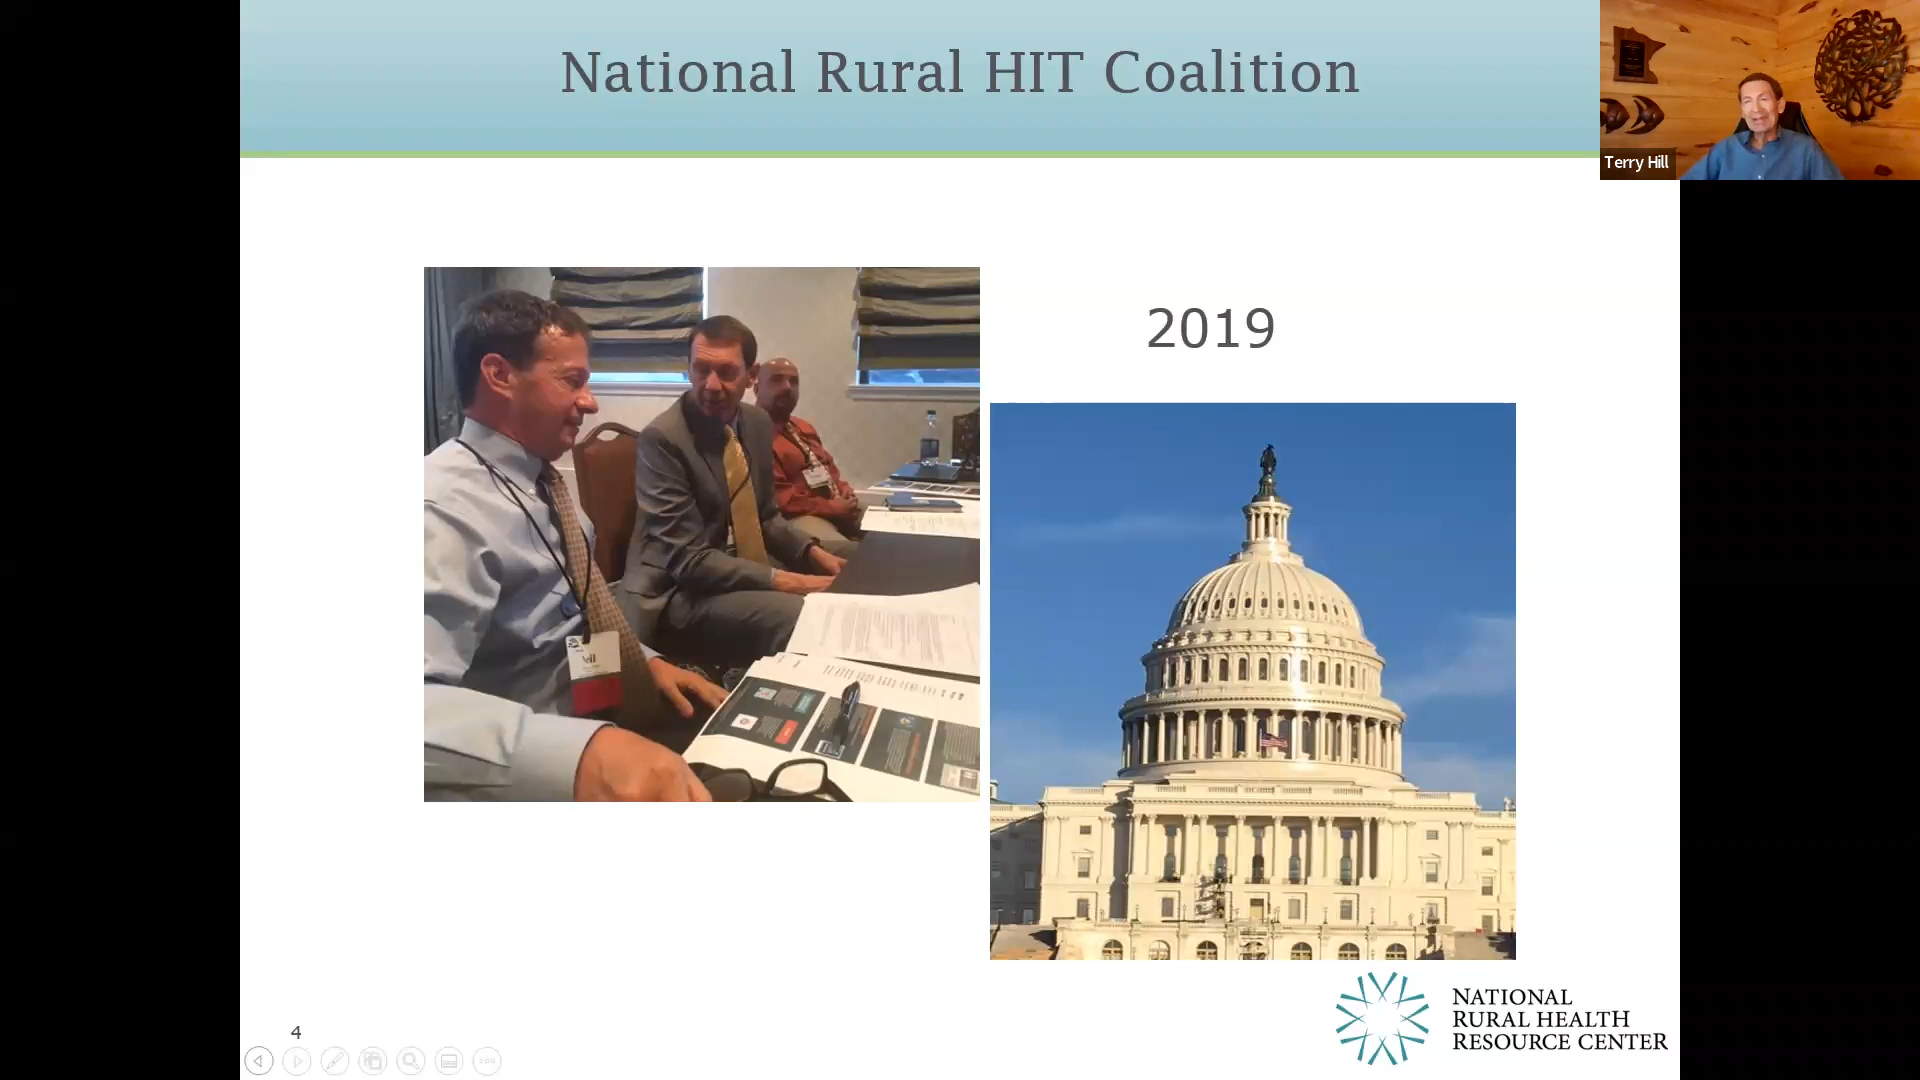 National Rural HIT Coalition
Terry Hill
2019
NATIONAL
RURAL HEALTH
RESOURCE CENTER
4